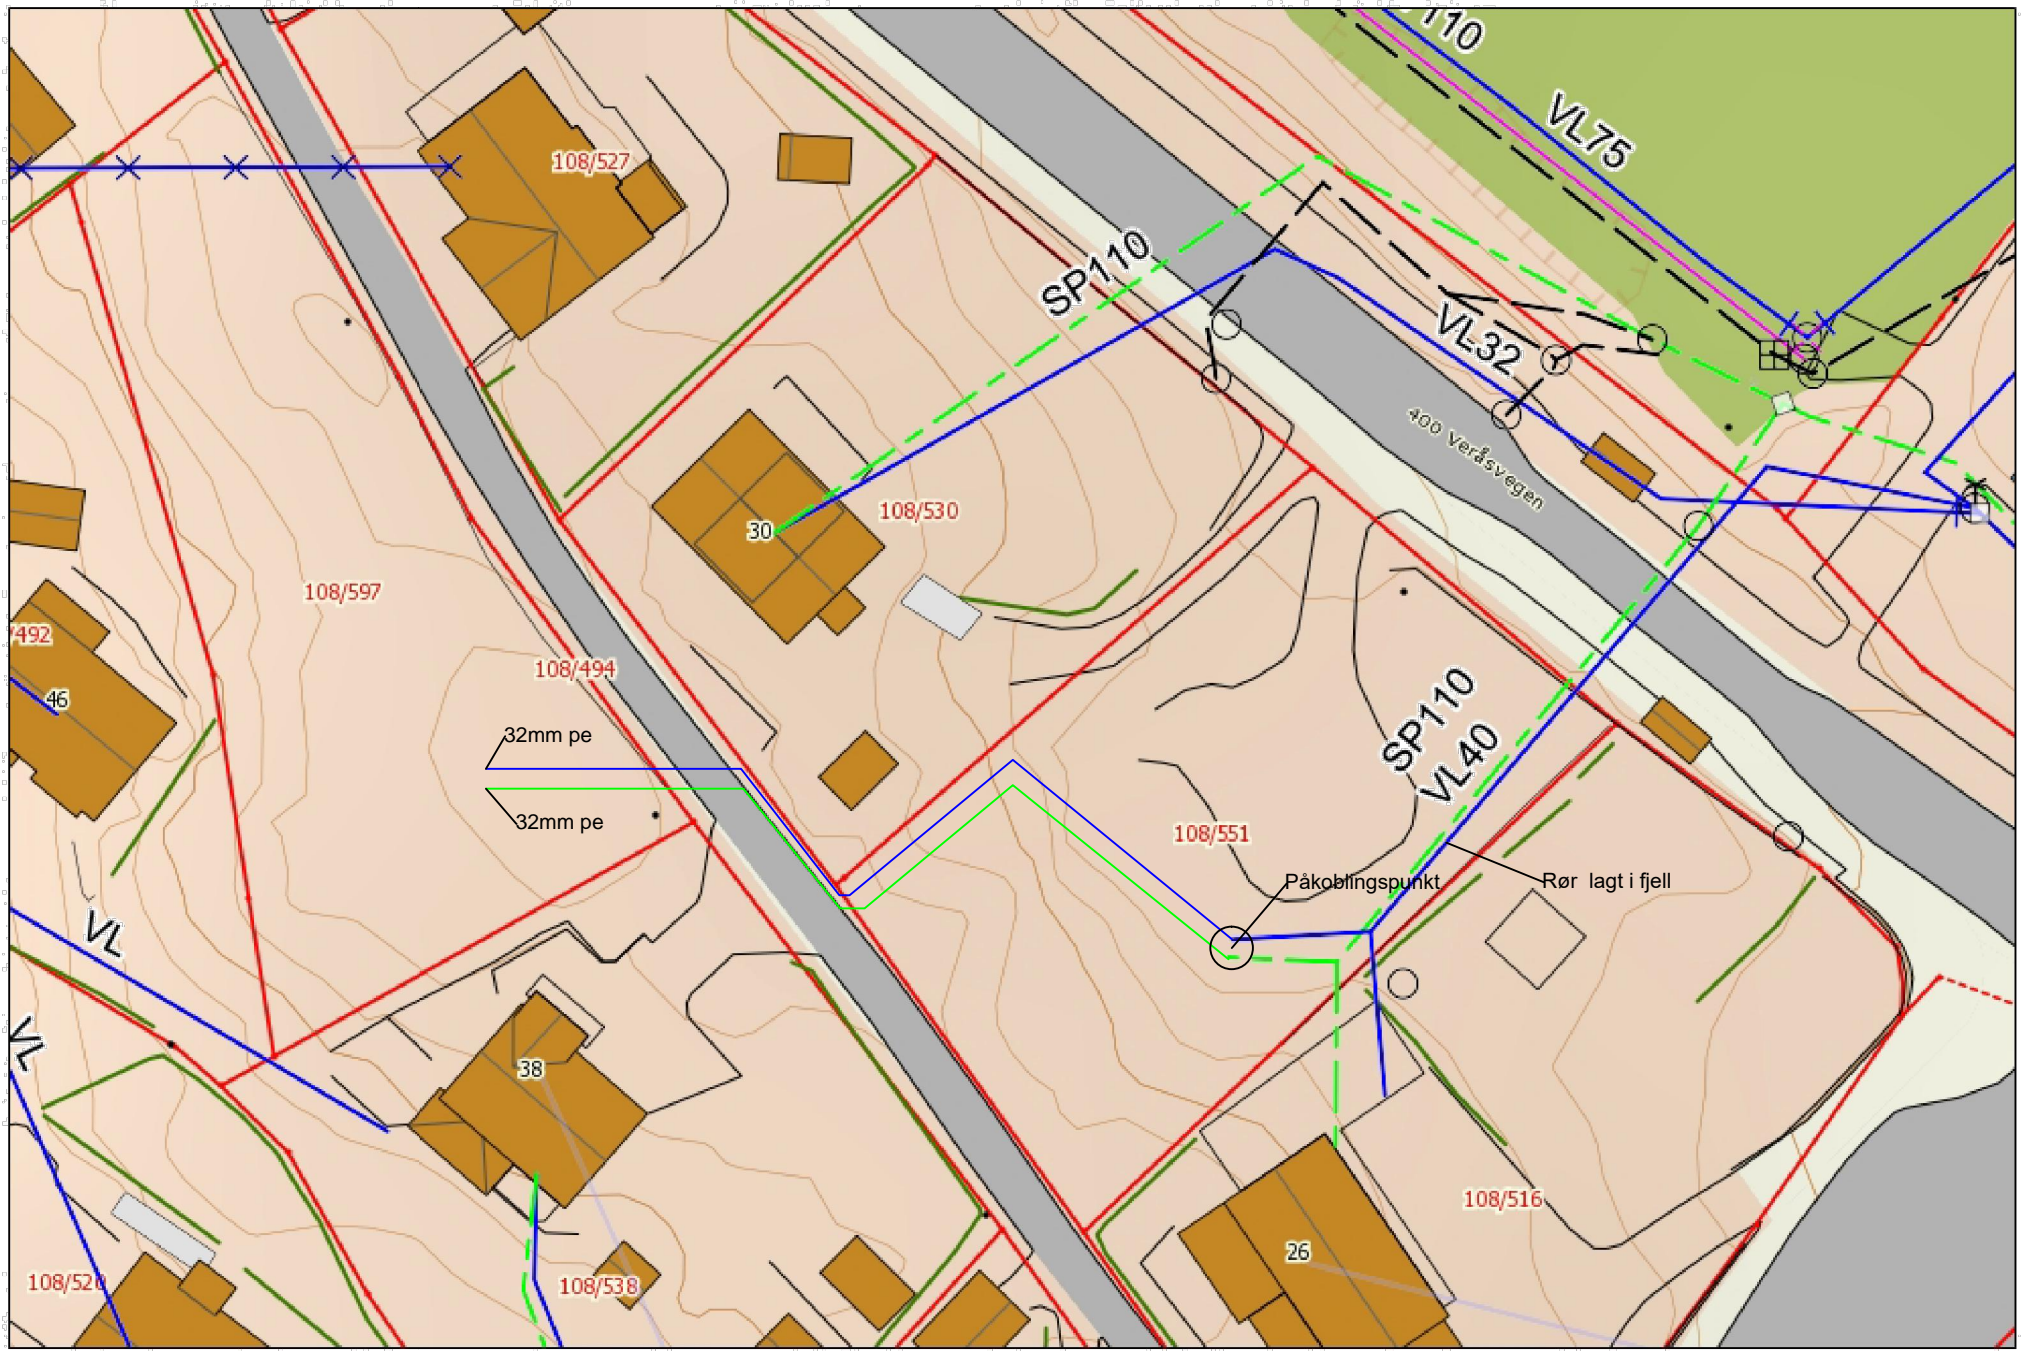 110
VL75
108/527
SP110
VL32
400 Veråsvegen
30
108/530
108/597
/492
108/494
46
SP110
VL40
32mm pe
32mm pe
108/551
Påkoblingspunkt
Rør lagt i fjell
VL
VL
38
108/516
26
108/520
108/538